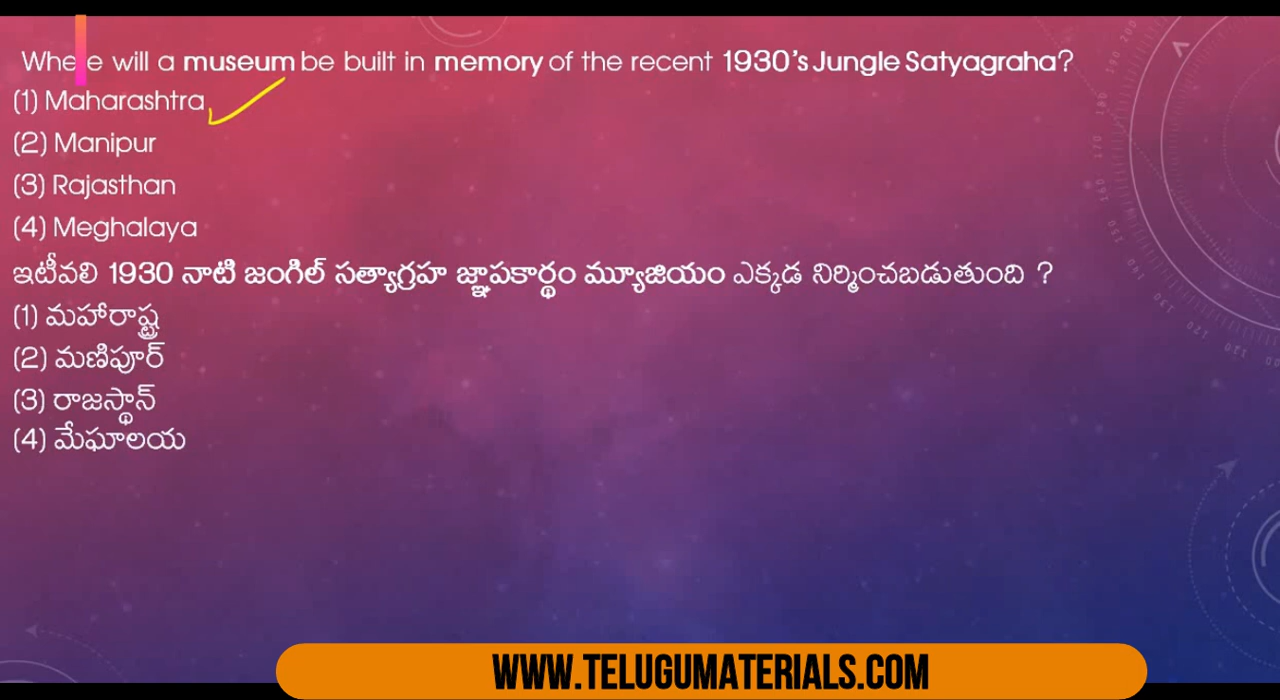 Where will a museum be built in memory of the recent 1930's Jungle Satyagraha?
(1) Maharashtra
(2) Manipur
(3) Rajasthan
(4) Meghalaya
ఇటీవలి 1930 నాటి జంగిల్ సత్యాగ్రహ జ్ఞాపకార్థం మ్యూజియం ఎక్కడ నిర్మించబడుతుంది ?
(1) మహారాష్ట్ర
(2) మణిపూర్
(3) రాజస్థాన్
(4) మేఘాలయ
WWW.TELUGUMATERIALS.COM